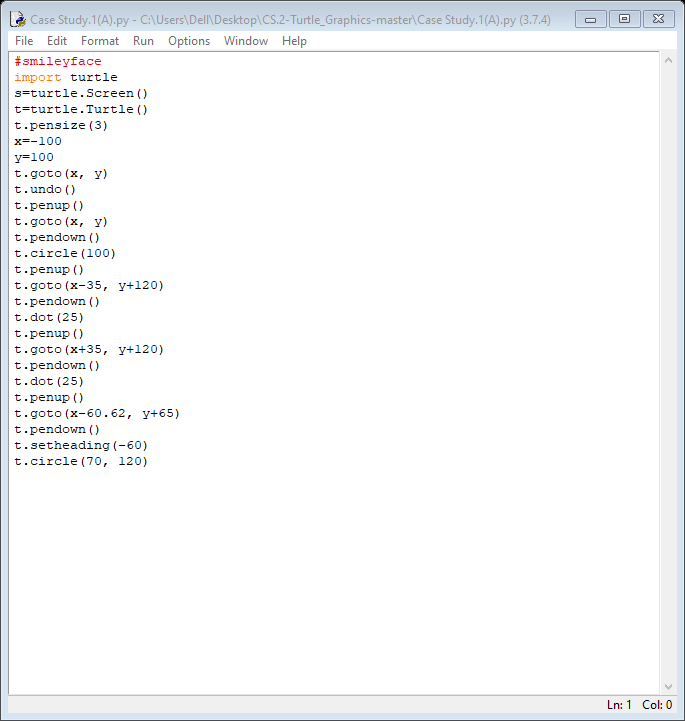 Case Study.1(A).py - C:\Users\Dell\Desktop\CS.2-Turtle_Graphics-master\Case Study.1(A).py (3.7.4)
File Edit Format Run Options Window Help
#smileyface
import turtle
s=turtle.Screen()
t=turtle.Turtle()
t.pensize(3)
x=-100
y=100
t.goto(x, y)
t.undo()
t.penup()
t.goto(x, y)
t.pendown()
t.circle(100)
t.penup()
t.goto(x-35, y+120)
t.pendown()
t.dot(25)
t.penup()
t.goto(x+35, y+120)
t.pendown()
t.dot(25)
t.penup()
t.goto(x-60.62, y+65)
t.pendown()
t.setheading(-60)
t.circle(70, 120)
Ln: 1 Col: 0